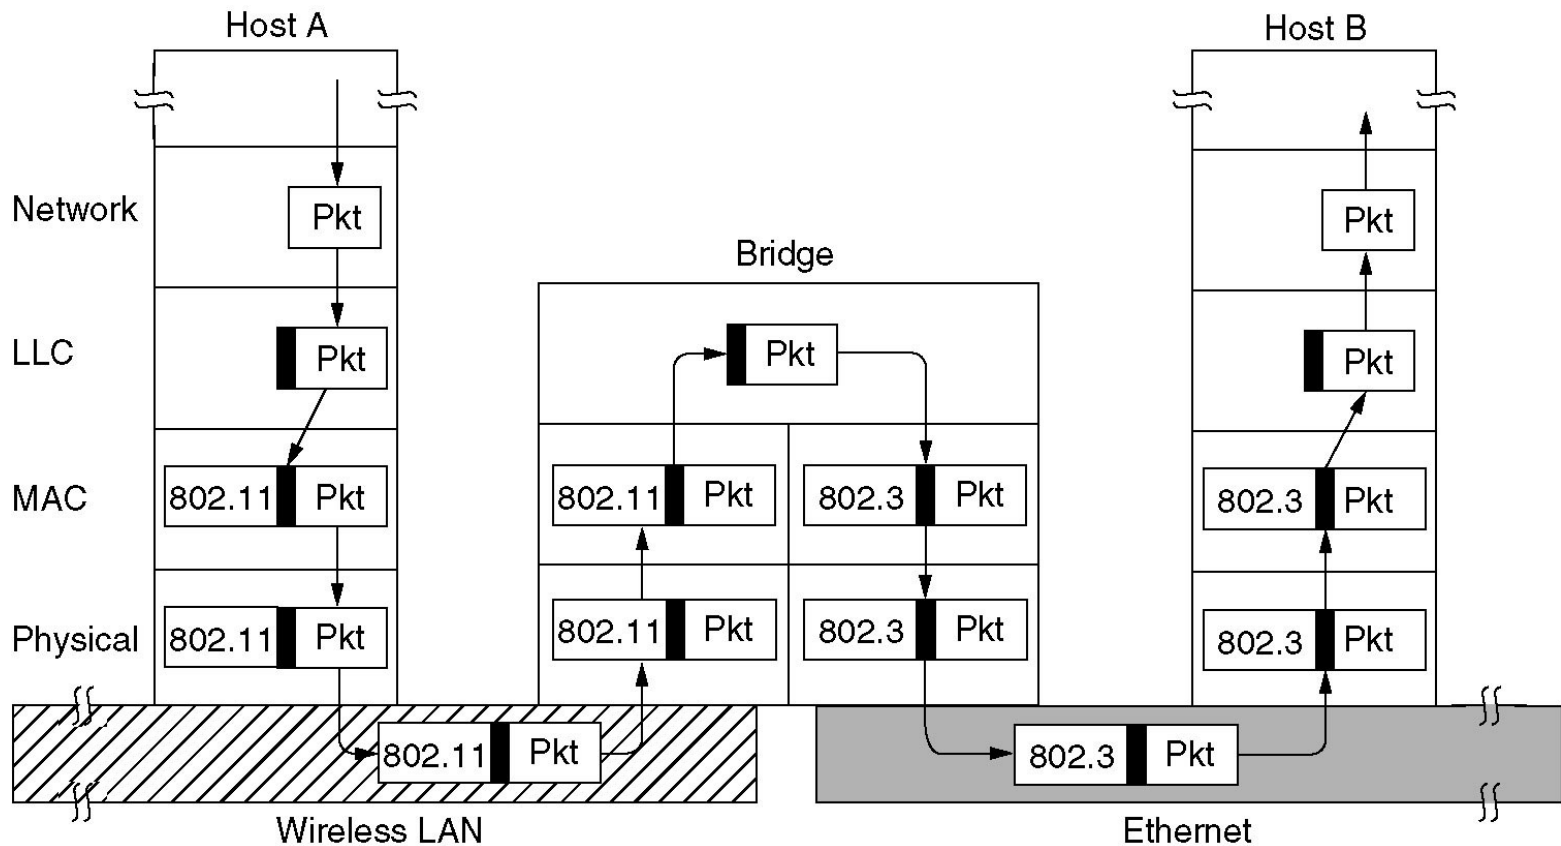 Host A
Host B
Network
Pkt
Pkt
Bridge
LLC
Pkt
Pkt
Pkt
MAC
802.11 Pkt
802.11 Pkt
802.3 Pkt
802.3 Pkt
Physical
802.11 Pkt
802.11 Pkt
802.3 Pkt
802.3 Pkt
802.11 Pkt
802.3 Pkt
Wireless LAN
Ethernet